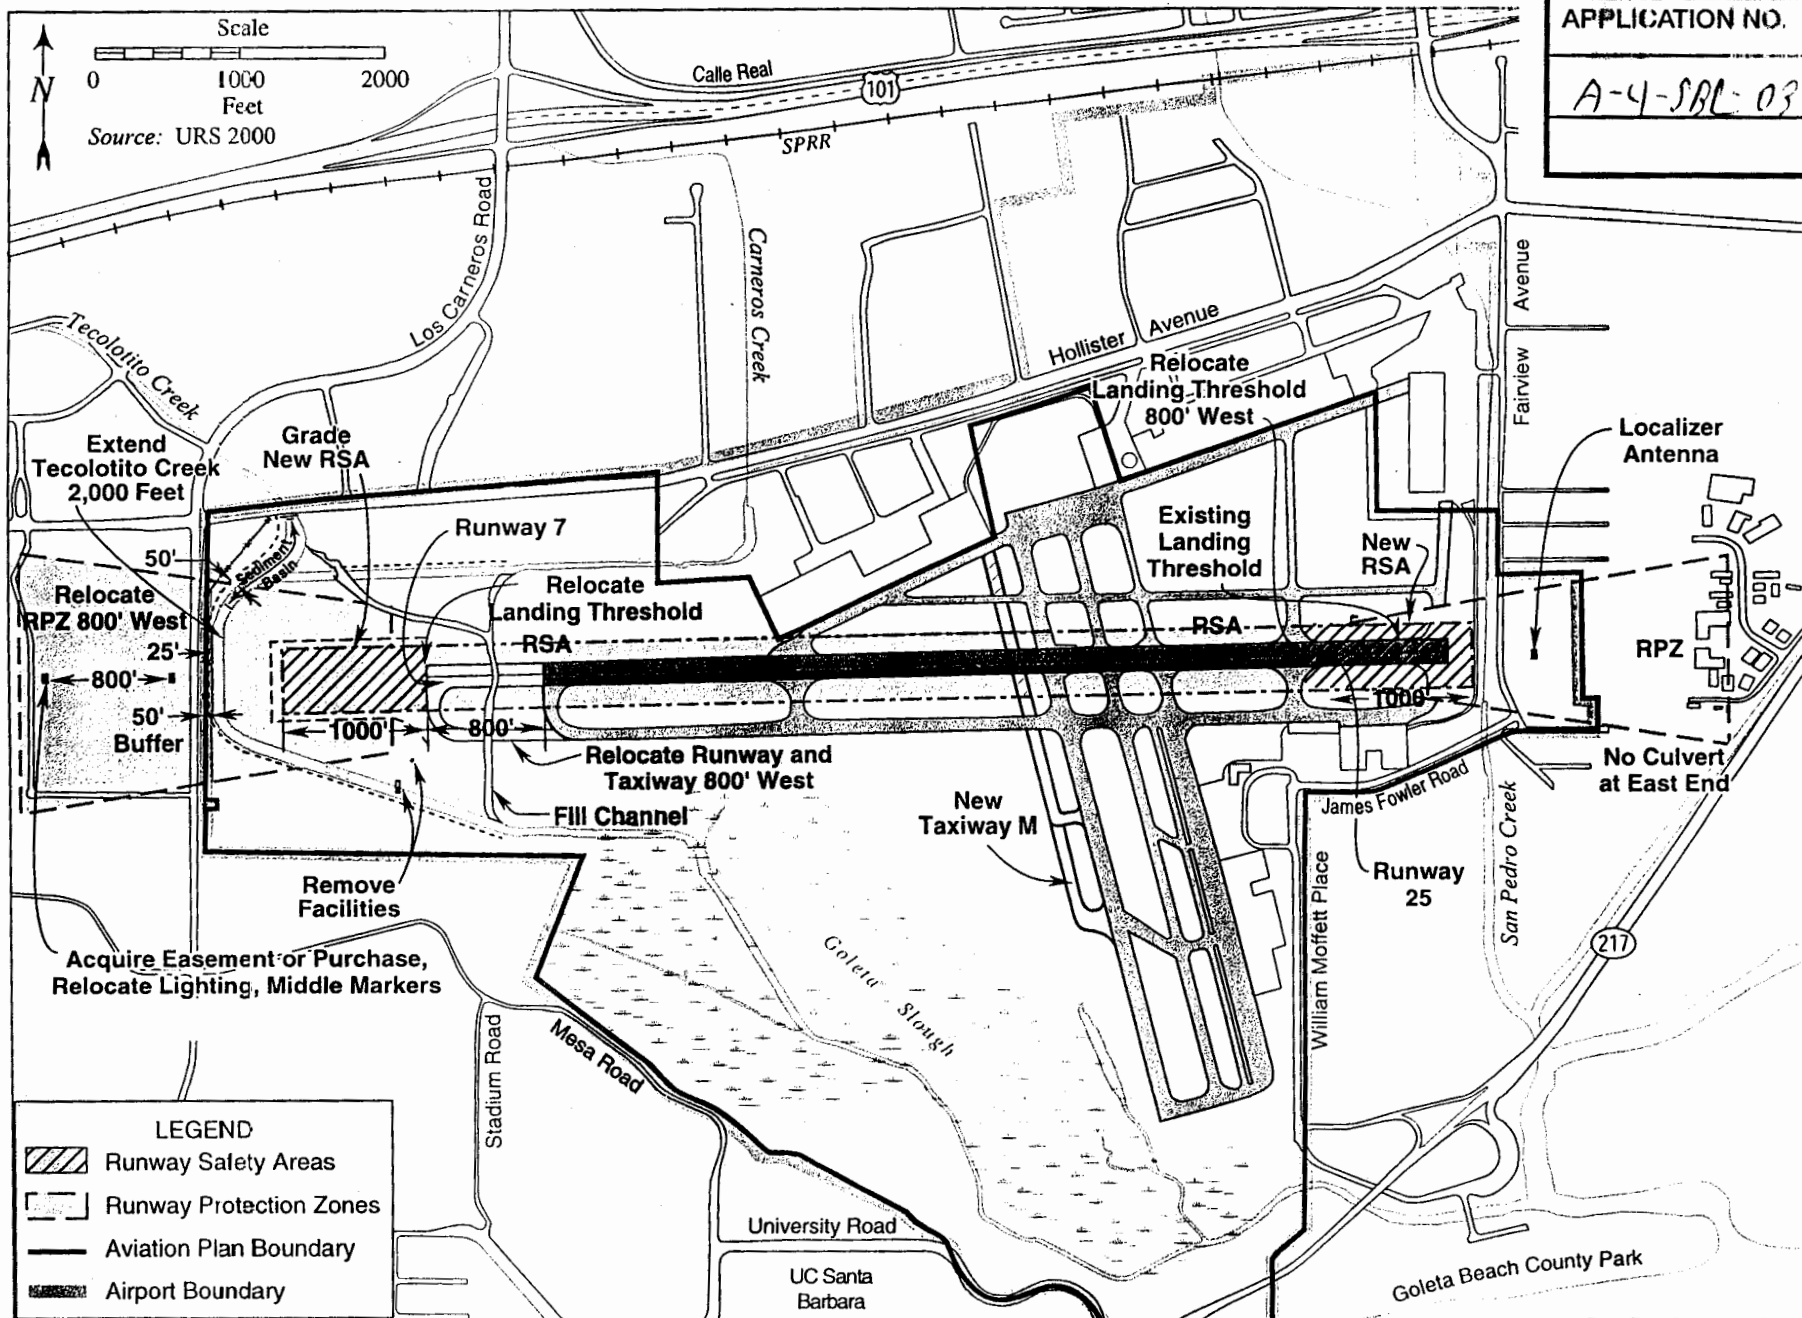 Scale
0 1000 2000
Feet
N
Source: URS 2000
APPLICATION NO.
A-4-SBC-03
Calle Real
101
SPRR
Los Carneros Road
Carneros Creek
Tecolotito Creek
Hollister Avenue
Fairview Avenue
Relocate
Landing Threshold
800' West
Localizer
Antenna
Extend
Tecolotito Creek
2,000 Feet
Grade
New RSA
Runway 7
Existing
Landing
Threshold
New
RSA
50'
Sediment
Basin
Relocate
RPZ 800' West
25'
800'
50'
Buffer
Relocate
Landing Threshold
RSA
RSA
RPZ
1000'
800'
1000'
Relocate Runway and
Taxiway 800' West
Fill Channel
New
Taxiway M
No Culvert
at East End
James Fowler Road
San Pedro Creek
Runway
25
William Moffett Place
217
Remove
Facilities
Acquire Easement or Purchase,
Relocate Lighting, Middle Markers
Goleta Slough
Stadium Road
Mesa Road
University Road
UC Santa
Barbara
Goleta Beach County Park
LEGEND
Runway Safety Areas
Runway Protection Zones
Aviation Plan Boundary
Airport Boundary